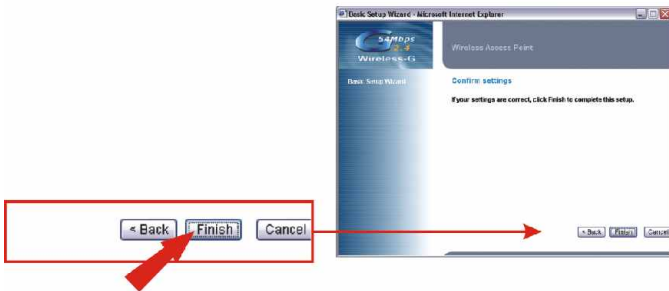 Basic Setup Wizard - Microsoft Internet Explorer
54Mbps
2.4
Wireless-G
Wireless Access Point
Basic Setup Wizard
Confirm settings
If your settings are correct, click Finish to complete this setup.
< Back Finish Cancel
< Back Finish Cancel